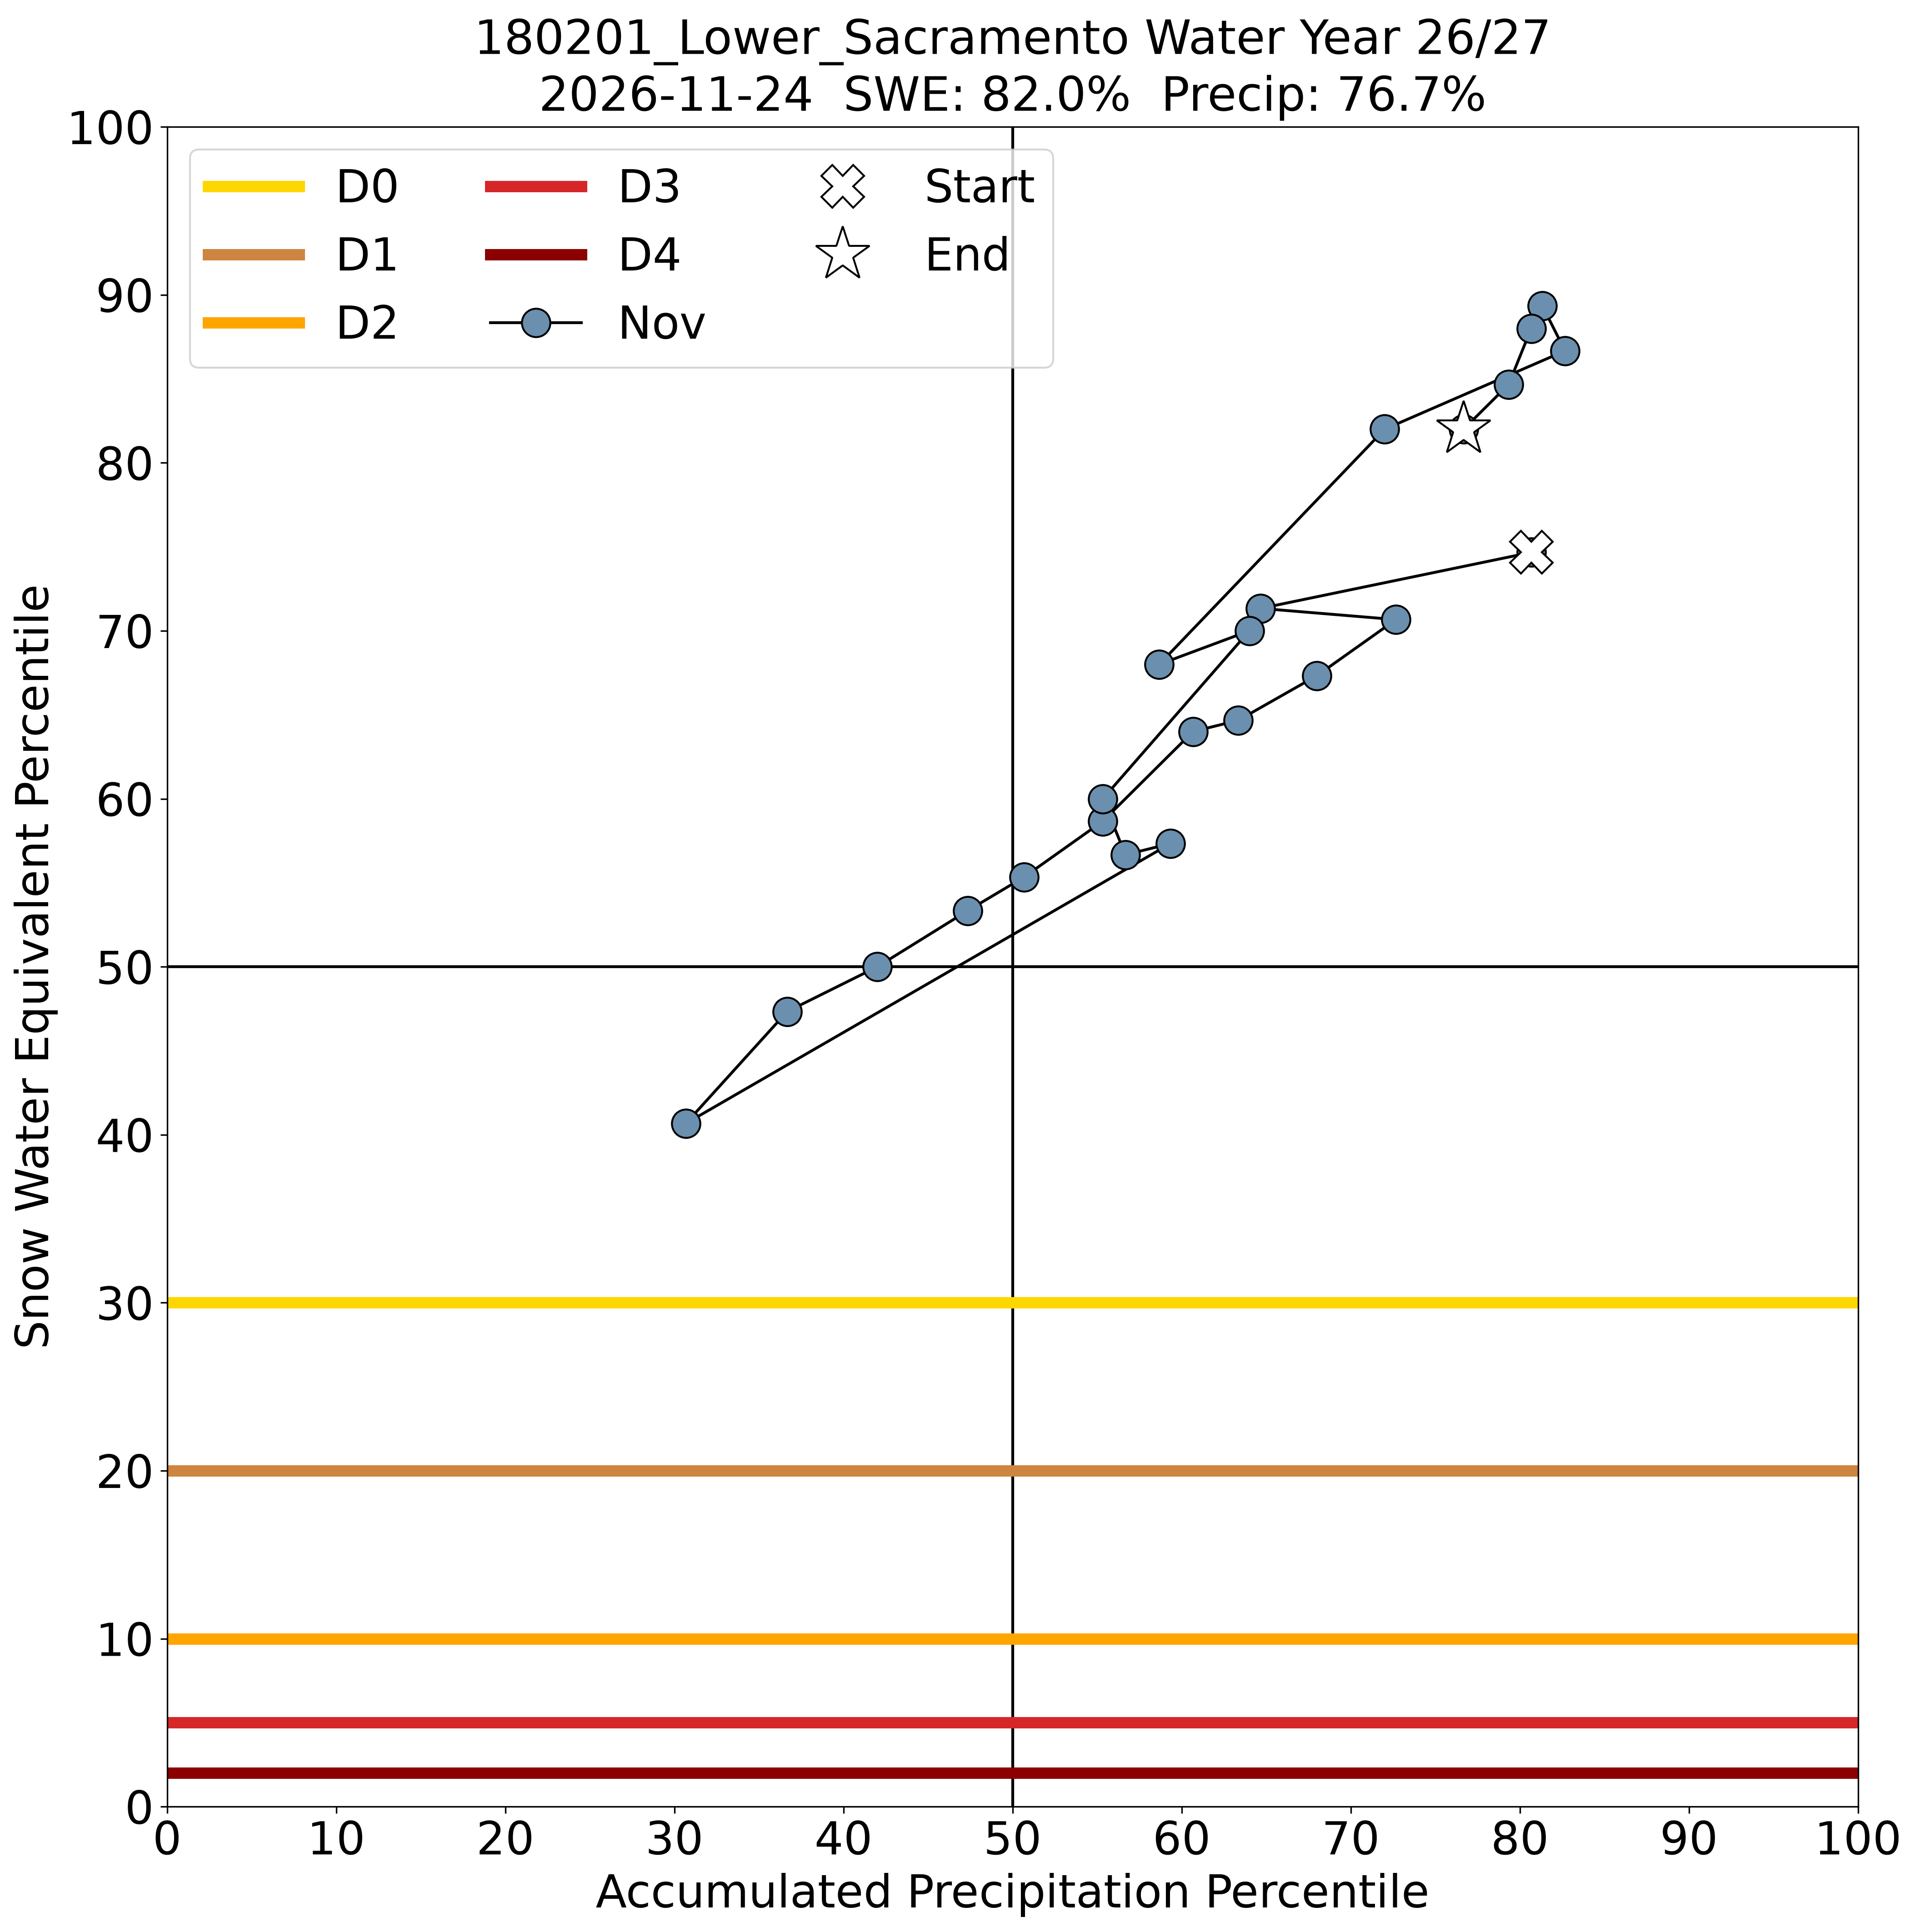 180201_Lower_Sacramento Water Year 26/27
2026-11-24 SWE: 82.0% Precip: 76.7%
D0
D1
D2
D3
D4
Nov
Start
End
Snow Water Equivalent Percentile
100
90
80
70
60
50
40
30
20
10
0
0 10 20 30 40 50 60 70 80 90 100
Accumulated Precipitation Percentile